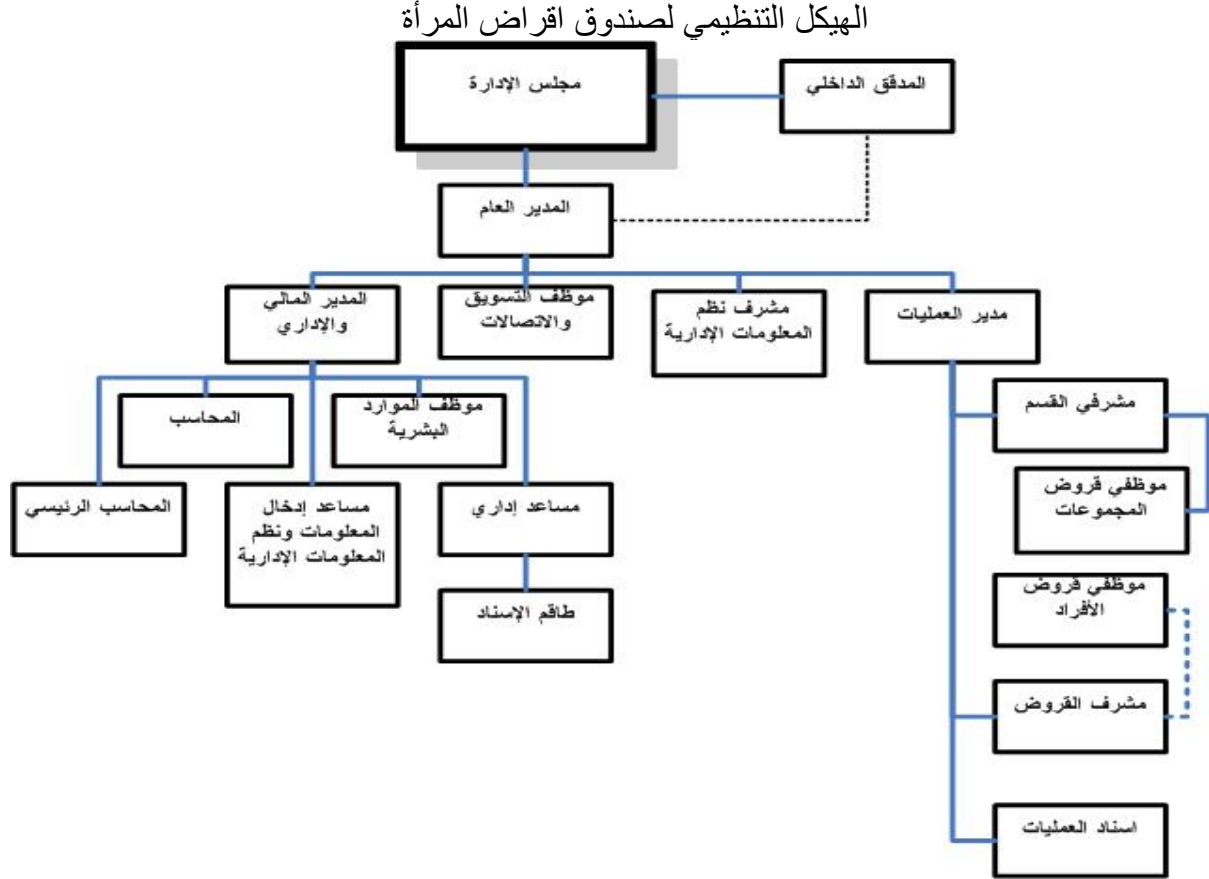 الهيكل التنظيمي لصندوق اقراض المرأة
مجلس الإدارة
المدقق الداخلي
المدير العام
مدير العمليات
مشرف نظم
المعلومات الإدارية
موظف التسويق
والاتصالات
المدير المالي
والإداري
مشرفي القسم
موظفي قروض
المجموعات
موظفي قروض
الأفراد
مشرف القروض
اسناد العمليات
موظف الموارد
البشرية
المحاسب
مساعد إداري
مساعد إدخال
المعلومات ونظم
المعلومات الإدارية
المحاسب الرئيسي
طاقم الإسناد